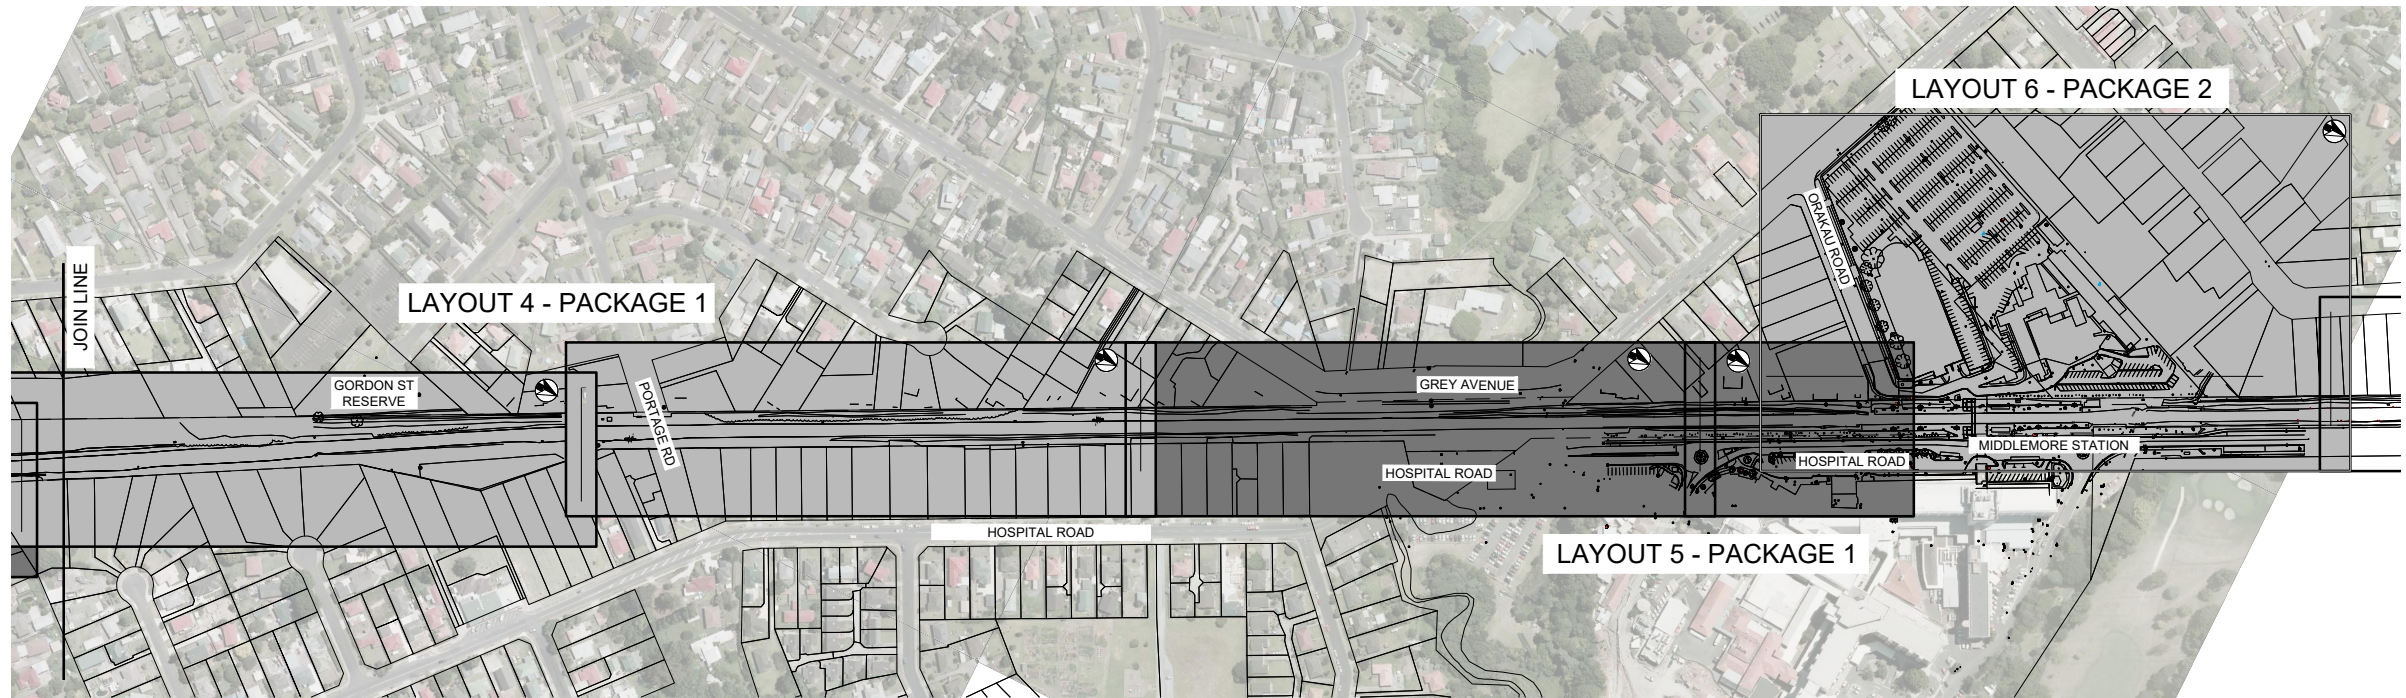 LAYOUT 6 - PACKAGE 2
ORAKAU ROAD
JOIN LINE
LAYOUT 4 - PACKAGE 1
GORDON ST
RESERVE
PORTAGE RD
GREY AVENUE
MIDDLEMORE STATION
HOSPITAL ROAD
HOSPITAL ROAD
HOSPITAL ROAD
LAYOUT 5 - PACKAGE 1